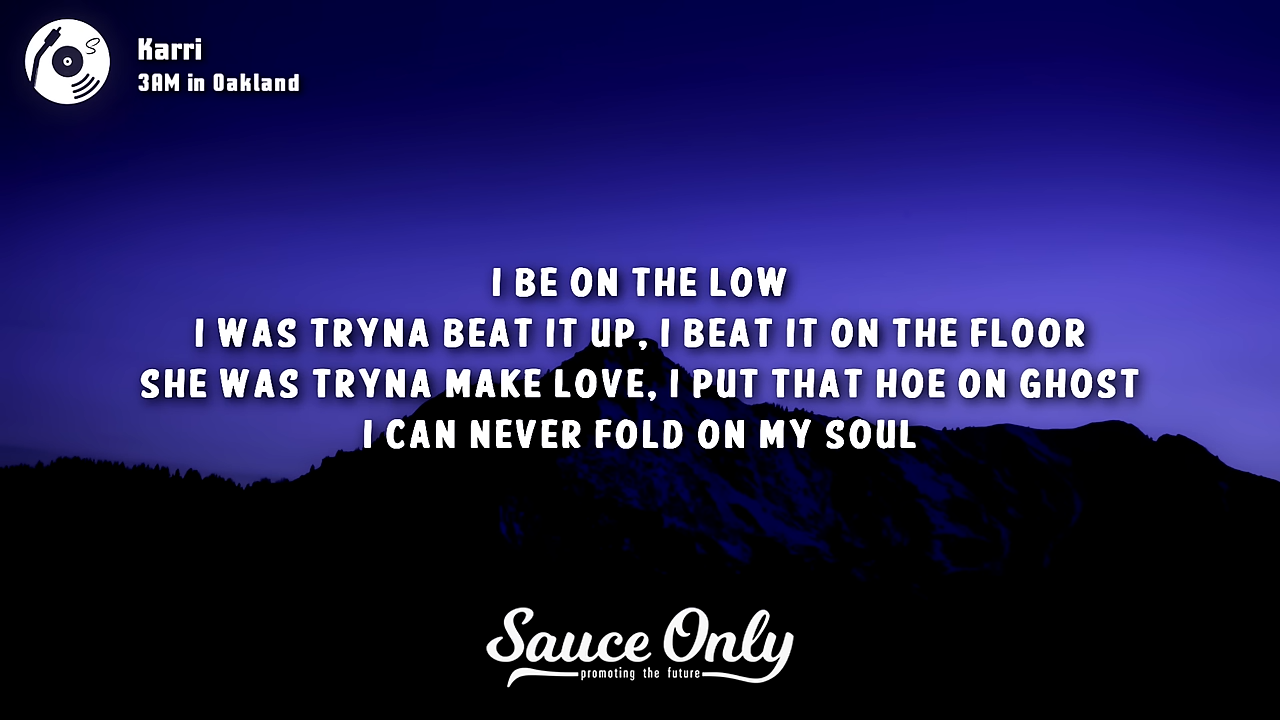 Karri
3AM in Oakland
I BE ON THE LOW
I WAS TRYNA BEAT IT UP, I BEAT IT ON THE FLOOR
SHE WAS TRYNA MAKE LOVE, I PUT THAT HOE ON GHOST
I CAN NEVER FOLD ON MY SOUL
Sauce Only
promoting the future